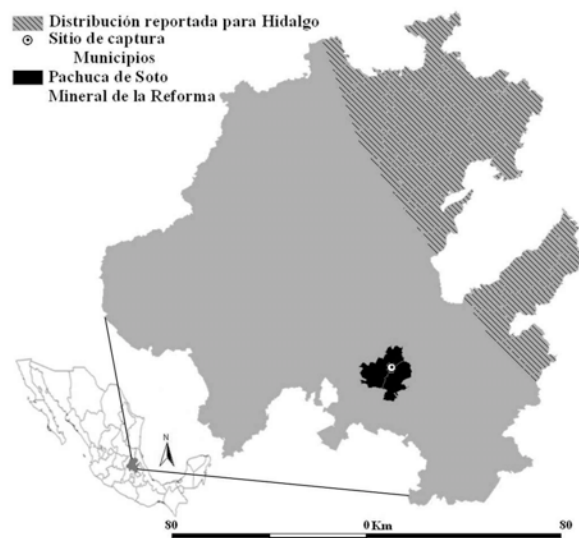 Distribución reportada para Hidalgo
Sitio de captura
Municipios
Pachuca de Soto
Mineral de la Reforma
N
80 0 Km 80